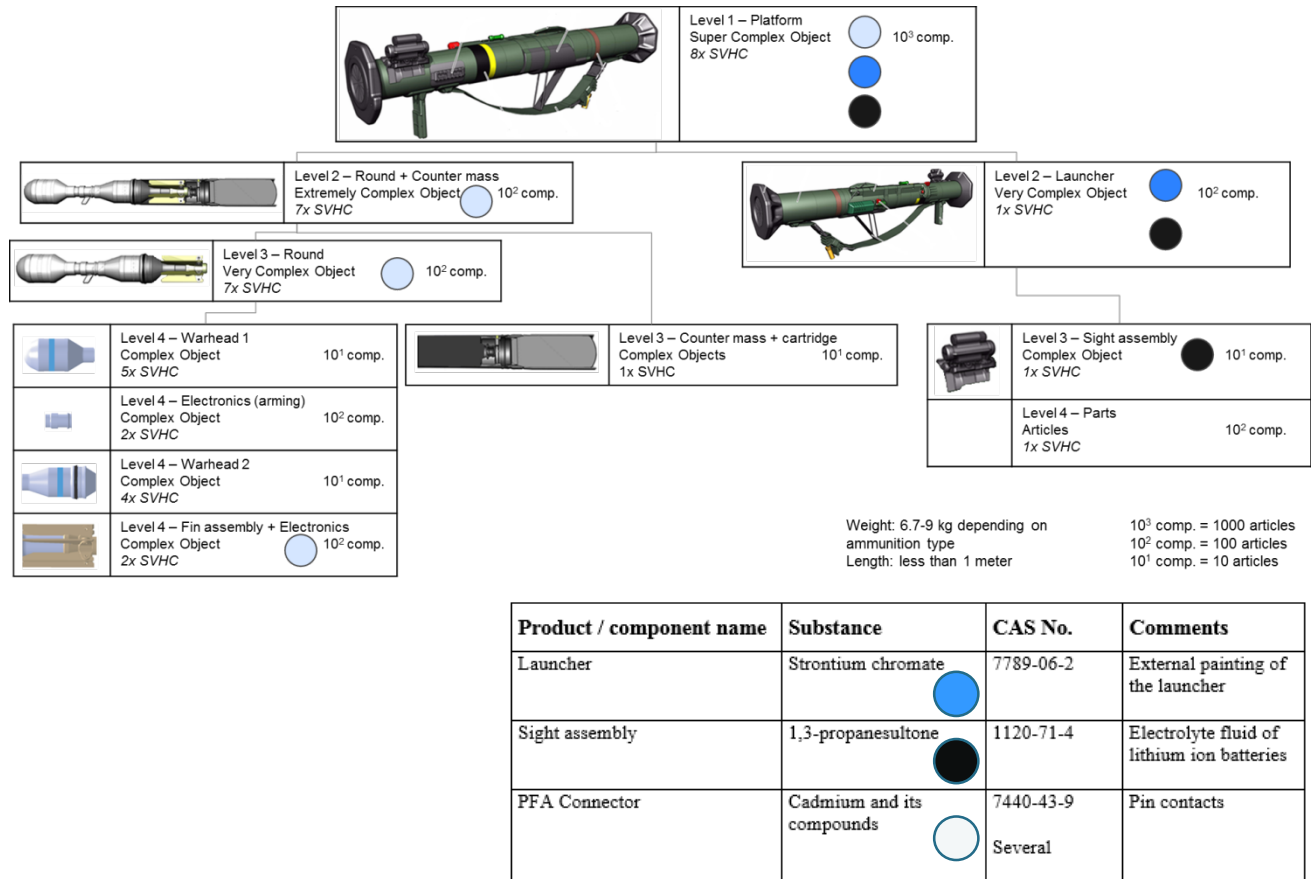 Level 1 – Platform
Super Complex Object
8x SVHC
10³ comp.
Level 2 – Round + Counter mass
Extremely Complex Object
7x SVHC
10² comp.
Level 2 – Launcher
Very Complex Object
1x SVHC
10² comp.
Level 3 – Round
Very Complex Object
7x SVHC
10² comp.
Level 4 – Warhead 1
Complex Object
5x SVHC
10¹ comp.
Level 4 – Electronics (arming)
Complex Object
2x SVHC
10² comp.
Level 4 – Warhead 2
Complex Object
4x SVHC
10¹ comp.
Level 4 – Fin assembly + Electronics
Complex Object
2x SVHC
10² comp.
Level 3 – Counter mass + cartridge
Complex Objects
1x SVHC
10¹ comp.
Level 3 – Sight assembly
Complex Object
1x SVHC
10¹ comp.
Level 4 – Parts
Articles
1x SVHC
10² comp.
Weight: 6.7-9 kg depending on
ammunition type
Length: less than 1 meter
10³ comp. = 1000 articles
10² comp. = 100 articles
10¹ comp. = 10 articles
Product / component name Substance CAS No. Comments
Launcher Strontium chromate 7789-06-2 External painting of
the launcher
Sight assembly 1,3-propanesultone 1120-71-4 Electrolyte fluid of
lithium ion batteries
PFA Connector Cadmium and its 7440-43-9 Pin contacts
compounds
Several